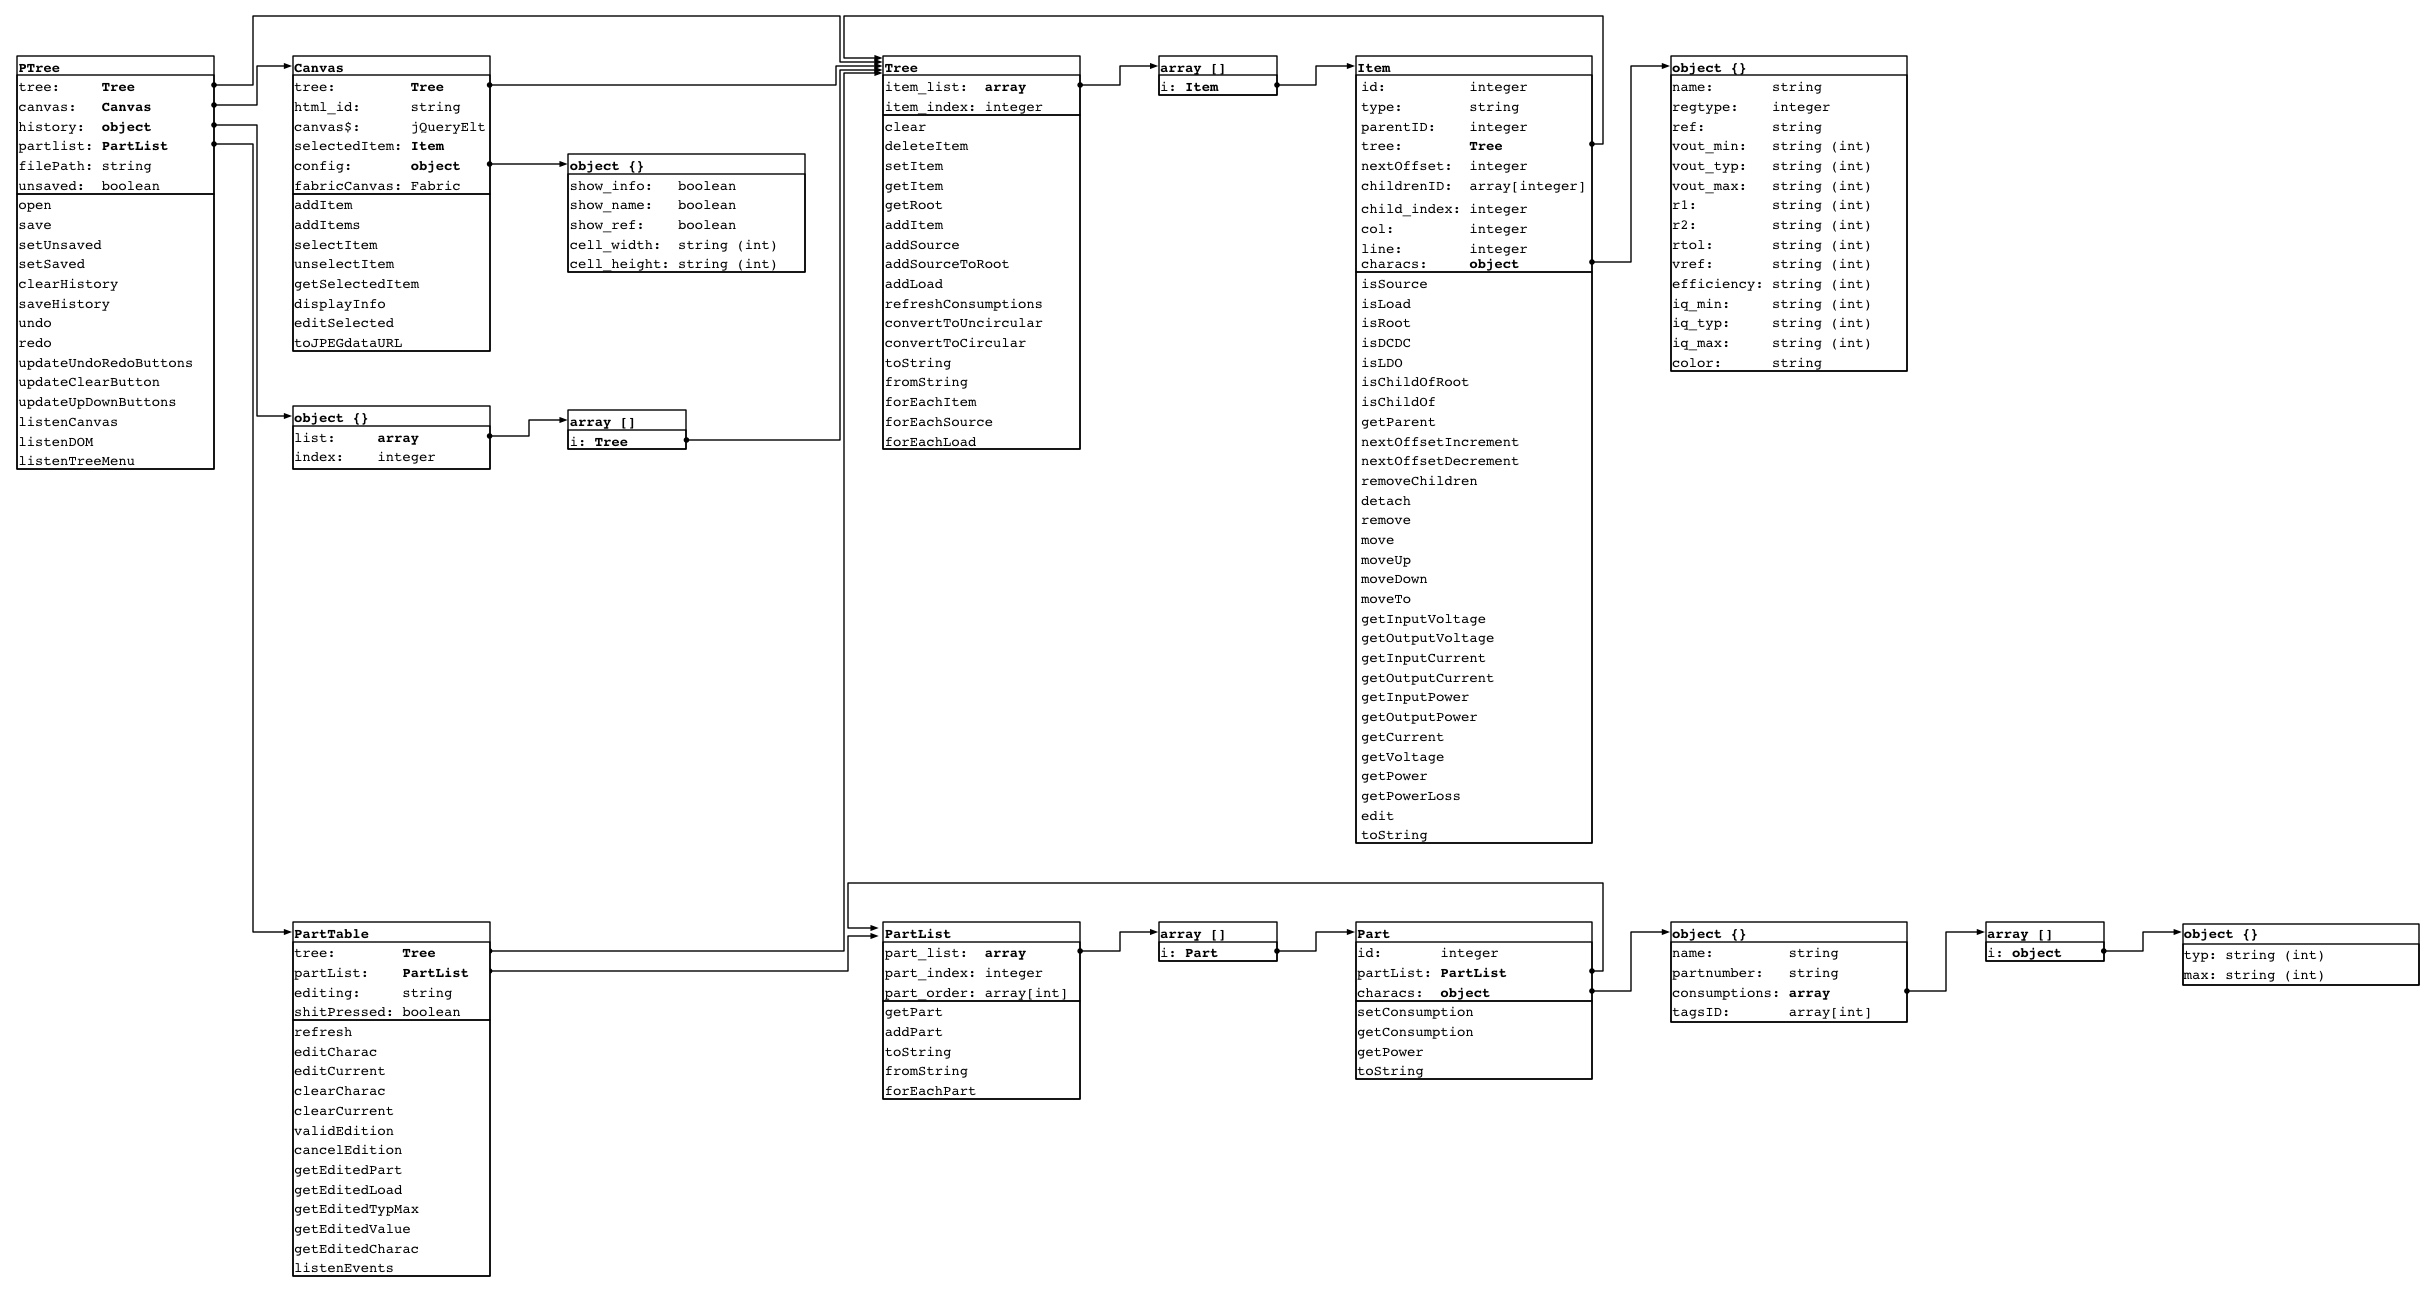 PTree
tree: Tree
canvas: Canvas
history: object
partlist: PartList
filePath: string
unsaved: boolean
open
save
setUnsaved
setSaved
clearHistory
saveHistory
undo
redo
updateUndoRedoButtons
updateClearButton
updateUpDownButtons
listenCanvas
listenDOM
listenTreeMenu
Canvas
tree: Tree
html_id: string
canvas$: jQueryElt
selectedItem: Item
config: object
fabricCanvas: Fabric
addItem
addItems
selectItem
unselectItem
getSelectedItem
displayInfo
editSelected
toJPEGdataURL
object {}
show_info: boolean
show_name: boolean
show_ref: boolean
cell_width: string (int)
cell_height: string (int)
object {}
list: array
index: integer
array []
i: Tree
Tree
item_list: array
item_index: integer
clear
deleteItem
setItem
getItem
getRoot
addItem
addSource
addSourceToRoot
addLoad
refreshConsumptions
convertToUncircular
convertToCircular
toString
fromString
forEachItem
forEachSource
forEachLoad
array []
i: Item
Item
id: integer
type: string
parentID: integer
tree: Tree
nextOffset: integer
childrenID: array[integer]
child_index: integer
col: integer
line: integer
characs: object
isSource
isLoad
isRoot
isDCDC
isLDO
isChildOfRoot
isChildOf
getParent
nextOffsetIncrement
nextOffsetDecrement
removeChildren
detach
remove
move
moveUp
moveDown
moveTo
getInputVoltage
getOutputVoltage
getInputCurrent
getOutputCurrent
getInputPower
getOutputPower
getCurrent
getVoltage
getPower
getPowerLoss
edit
toString
object {}
name: string
regtype: integer
ref: string
vout_min: string (int)
vout_typ: string (int)
vout_max: string (int)
r1: string (int)
r2: string (int)
rtol: string (int)
vref: string (int)
efficiency: string (int)
iq_min: string (int)
iq_typ: string (int)
iq_max: string (int)
color: string
PartTable
tree: Tree
partList: PartList
editing: string
shitPressed: boolean
refresh
editCharac
editCurrent
clearCharac
clearCurrent
validEdition
cancelEdition
getEditedPart
getEditedLoad
getEditedTypMax
getEditedValue
getEditedCharac
listenEvents
PartList
part_list: array
part_index: integer
part_order: array[int]
getPart
addPart
toString
fromString
forEachPart
array []
i: Part
Part
id: integer
partList: PartList
characs: object
setConsumption
getConsumption
getPower
toString
object {}
name: string
partnumber: string
consumptions: array
tagsID: array[int]
array []
i: object
object {}
typ: string (int)
max: string (int)